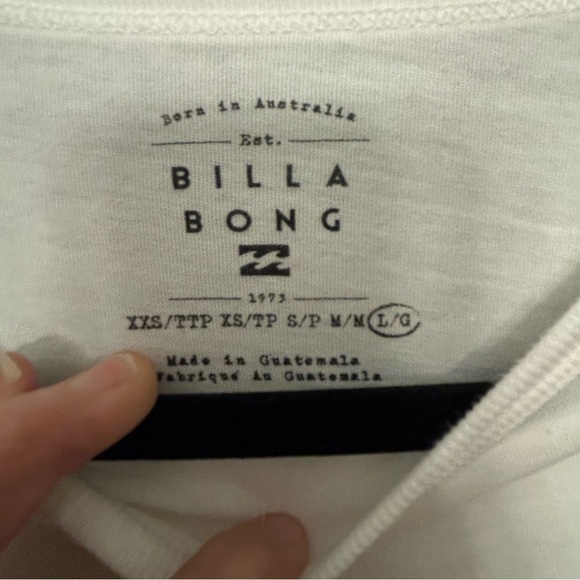 Born in Australia
Est.
BILLA
BONG
1973
XXS/TTP XS/TP S/P M/M L/G
Made in Guatemala
Fabriqué Au Guatemala